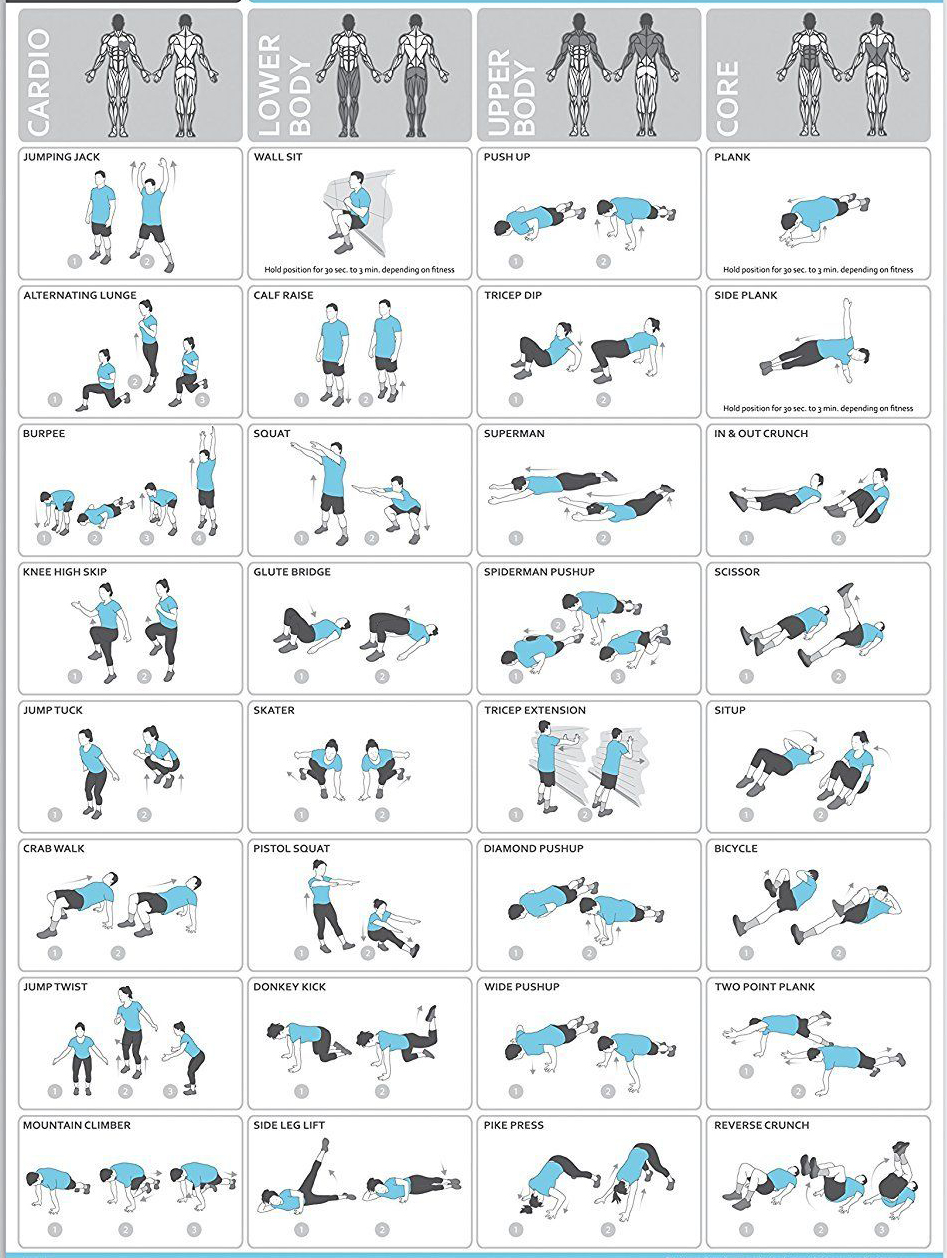 CARDIO
LOWER
BODY
UPPER
BODY
CORE
JUMPING JACK
1
2
WALL SIT
Hold position for 30 sec. to 3 min. depending on fitness
PUSH UP
1
2
PLANK
Hold position for 30 sec. to 3 min. depending on fitness
ALTERNATING LUNGE
1
2
3
CALF RAISE
1
2
TRICEP DIP
1
2
SIDE PLANK
Hold position for 30 sec. to 3 min. depending on fitness
BURPEE
1
2
3
4
SQUAT
1
2
SUPERMAN
1
2
IN & OUT CRUNCH
1
2
KNEE HIGH SKIP
1
2
GLUTE BRIDGE
1
2
SPIDERMAN PUSHUP
1
2
3
SCISSOR
1
2
JUMP TUCK
1
2
SKATER
1
2
TRICEP EXTENSION
1
2
SITUP
1
2
CRAB WALK
1
2
PISTOL SQUAT
1
2
DIAMOND PUSHUP
1
2
BICYCLE
1
2
JUMP TWIST
1
2
3
DONKEY KICK
1
2
WIDE PUSHUP
1
2
TWO POINT PLANK
1
2
MOUNTAIN CLIMBER
1
2
3
SIDE LEG LIFT
1
2
PIKE PRESS
1
2
REVERSE CRUNCH
1
2
3